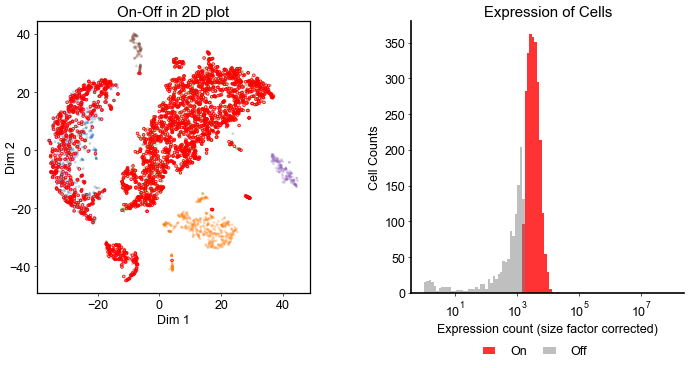 On-Off in 2D plot
40
20
0
−20
−40
Dim 2
−20
0
20
40
Dim 1
Expression of Cells
350
300
250
200
150
100
50
0
Cell Counts
10^1
10^3
10^5
10^7
Expression count (size factor corrected)
On
Off